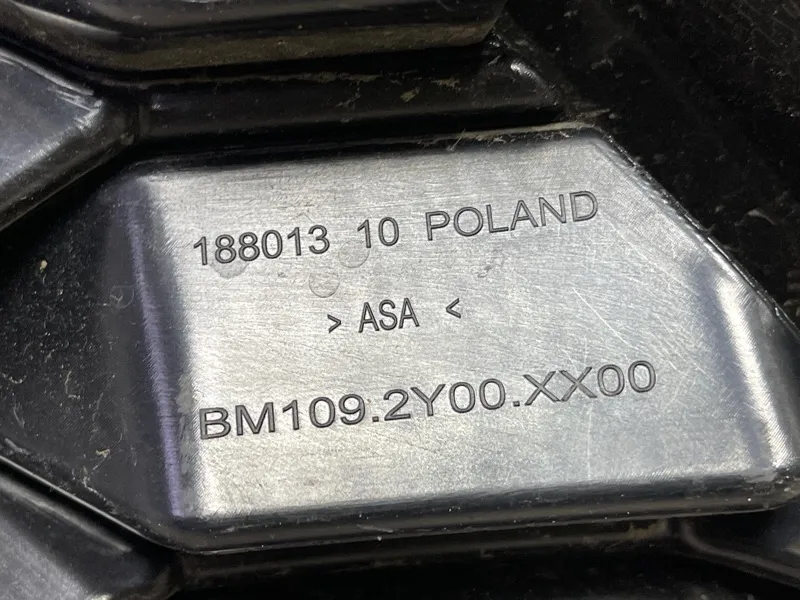 188013 10 POLAND
> ASA <
BM109.2Y00.XX00